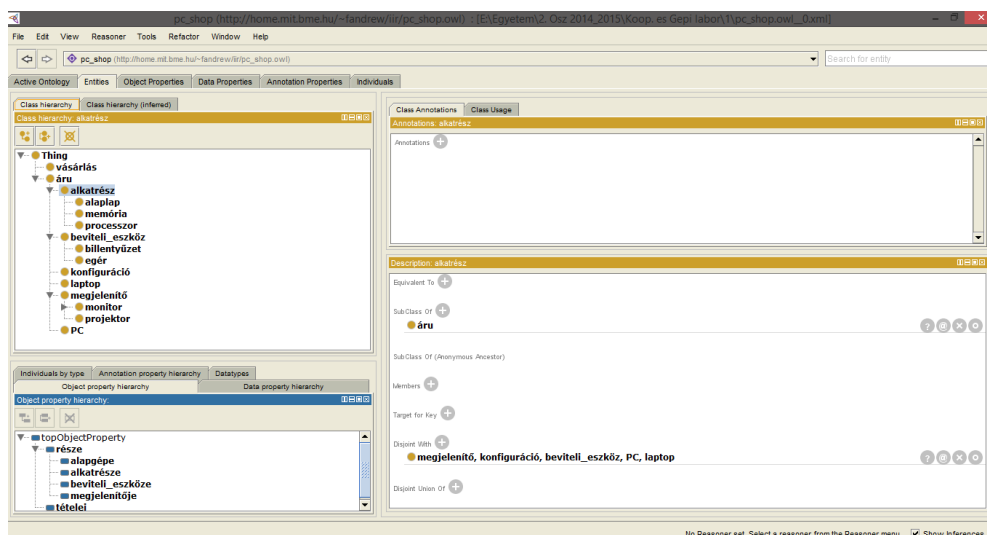 pc_shop (http://home.mit.bme.hu/~fandrew/iir/pc_shop.owl) : [E:\Egyetem\2. Osz 2014_2015\Koop. es Gepi labor\1\pc_shop.owl__0.xml]
File Edit View Reasoner Tools Refactor Window Help
pc_shop (http://home.mit.bme.hu/~fandrew/iir/pc_shop.owl)
Search for entity
Active Ontology Entities Object Properties Data Properties Annotation Properties Individuals
Class hierarchy Class hierarchy (inferred)
Class hierarchy: alkatrész
Thing
vásárlás
áru
alkatrész
alaplap
memória
processzor
beviteli_eszköz
billentyűzet
egér
konfiguráció
laptop
megjelenítő
monitor
projektor
PC
Individuals by type Annotation property hierarchy Datatypes
Object property hierarchy Data property hierarchy
Object property hierarchy:
topObjectProperty
része
alapgépe
alkatrésze
beviteli_eszköze
megjelenítője
tételei
Class Annotations Class Usage
Annotations: alkatrész
Annotations
Description: alkatrész
Equivalent To
SubClass Of
áru
SubClass Of (Anonymous Ancestor)
Members
Target for Key
Disjoint With
megjelenítő, konfiguráció, beviteli_eszköz, PC, laptop
Disjoint Union Of
No Reasoner set. Select a reasoner from the Reasoner menu Show Inferences